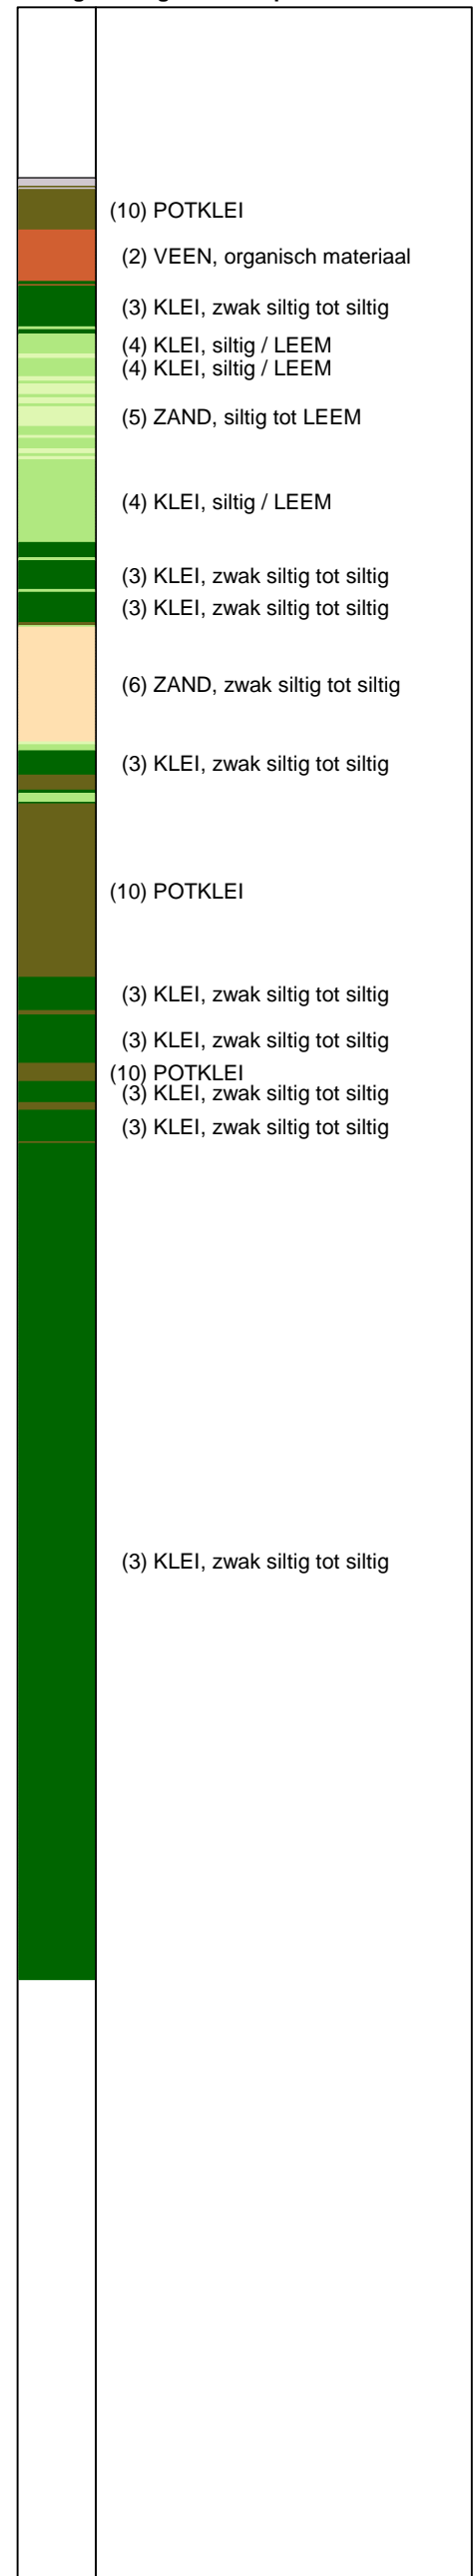 (10) POTKLEI
(2) VEEN, organisch materiaal
(3) KLEI, zwak siltig tot siltig
(4) KLEI, siltig / LEEM
(4) KLEI, siltig / LEEM
(5) ZAND, siltig tot LEEM
(4) KLEI, siltig / LEEM
(3) KLEI, zwak siltig tot siltig
(3) KLEI, zwak siltig tot siltig
(6) ZAND, zwak siltig tot siltig
(3) KLEI, zwak siltig tot siltig
(10) POTKLEI
(3) KLEI, zwak siltig tot siltig
(3) KLEI, zwak siltig tot siltig
(10) POTKLEI
(3) KLEI, zwak siltig tot siltig
(3) KLEI, zwak siltig tot siltig
(3) KLEI, zwak siltig tot siltig